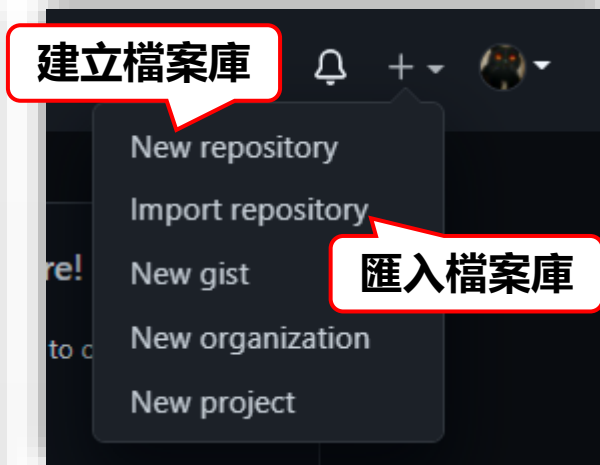 建立檔案庫
New repository
Import repository
匯入檔案庫
re!
New gist
New organization
to c
New project